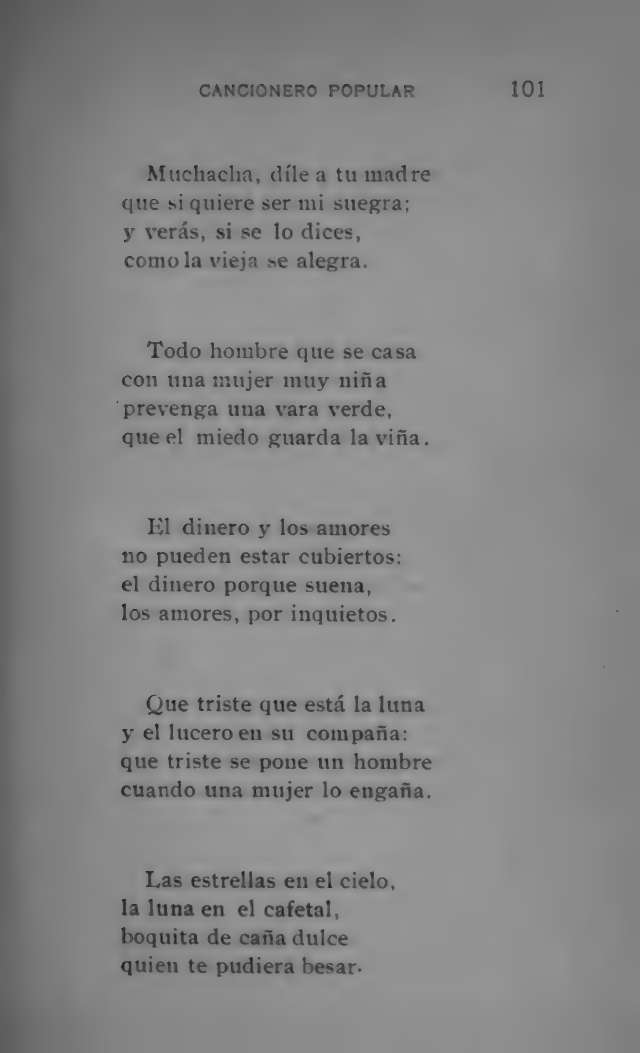 CANCIONERO POPULAR 101
Muchacha, díle a tu madre
que si quiere ser mi suegra;
y verás, si se lo dices,
como la vieja se alegra.
Todo hombre que se casa
con una mujer muy niña
prevenga una vara verde,
que el miedo guarda la viña.
El dinero y los amores
no pueden estar cubiertos:
el dinero porque suena,
los amores, por inquietos.
Que triste que está la luna
y el lucero en su compaña:
que triste se pone un hombre
cuando una mujer lo engaña.
Las estrellas en el cielo,
la luna en el cafetal,
boquita de caña dulce
quien te pudiera besar.